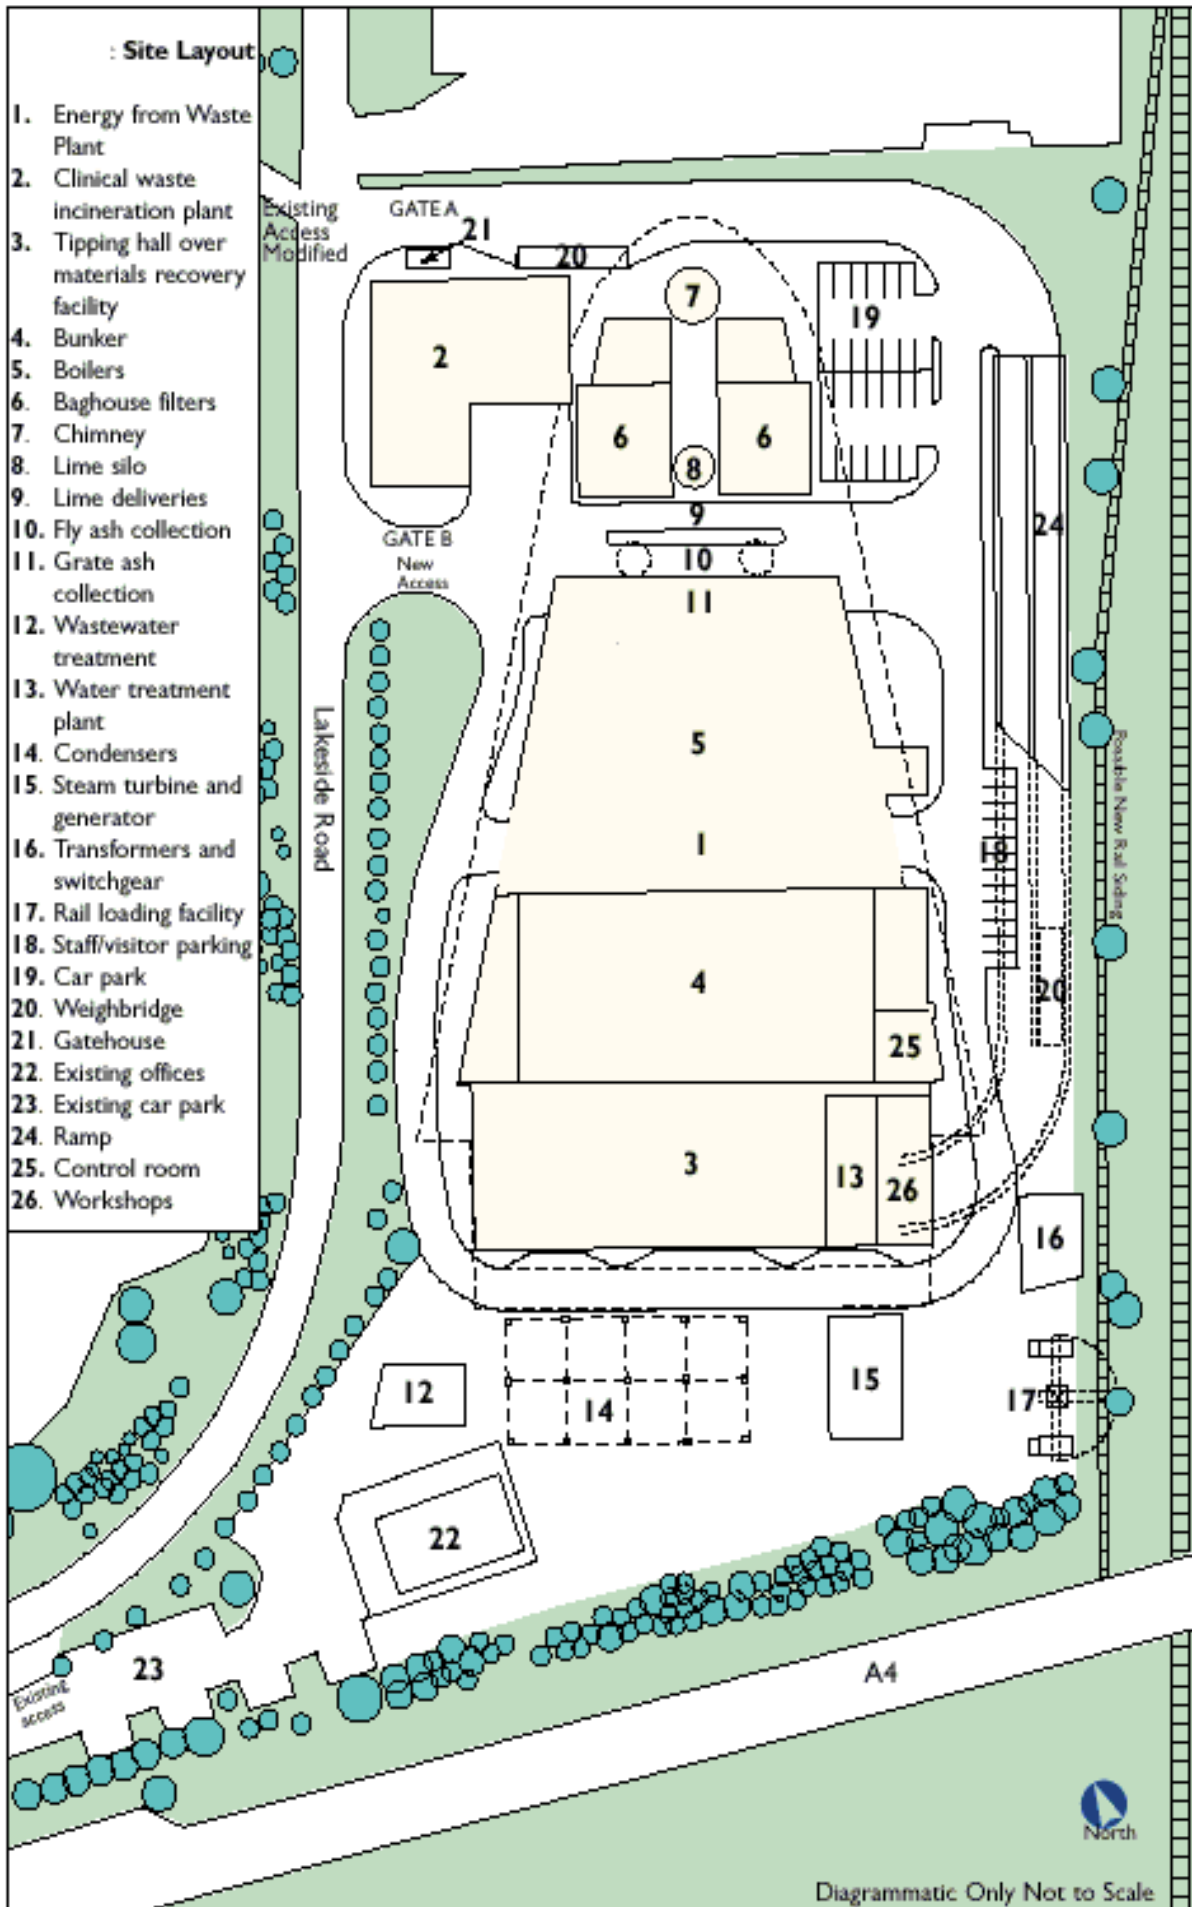 : Site Layout
1. Energy from Waste
Plant
2. Clinical waste
incineration plant
3. Tipping hall over
materials recovery
facility
4. Bunker
5. Boilers
6. Baghouse filters
7. Chimney
8. Lime silo
9. Lime deliveries
10. Fly ash collection
11. Grate ash
collection
12. Wastewater
treatment
13. Water treatment
plant
14. Condensers
15. Steam turbine and
generator
16. Transformers and
switchgear
17. Rail loading facility
18. Staff/visitor parking
19. Car park
20. Weighbridge
21. Gatehouse
22. Existing offices
23. Existing car park
24. Ramp
25. Control room
26. Workshops
Existing
Access
Modified
GATE A
21
20
7
19
2
6
6
8
9
24
GATE B
New
Access
10
11
Lakeside Road
5
Possible New Rail Siding
1
18
4
20
25
3
13
26
16
12
14
15
17
22
23
Existing
access
A4
North
Diagrammatic Only Not to Scale